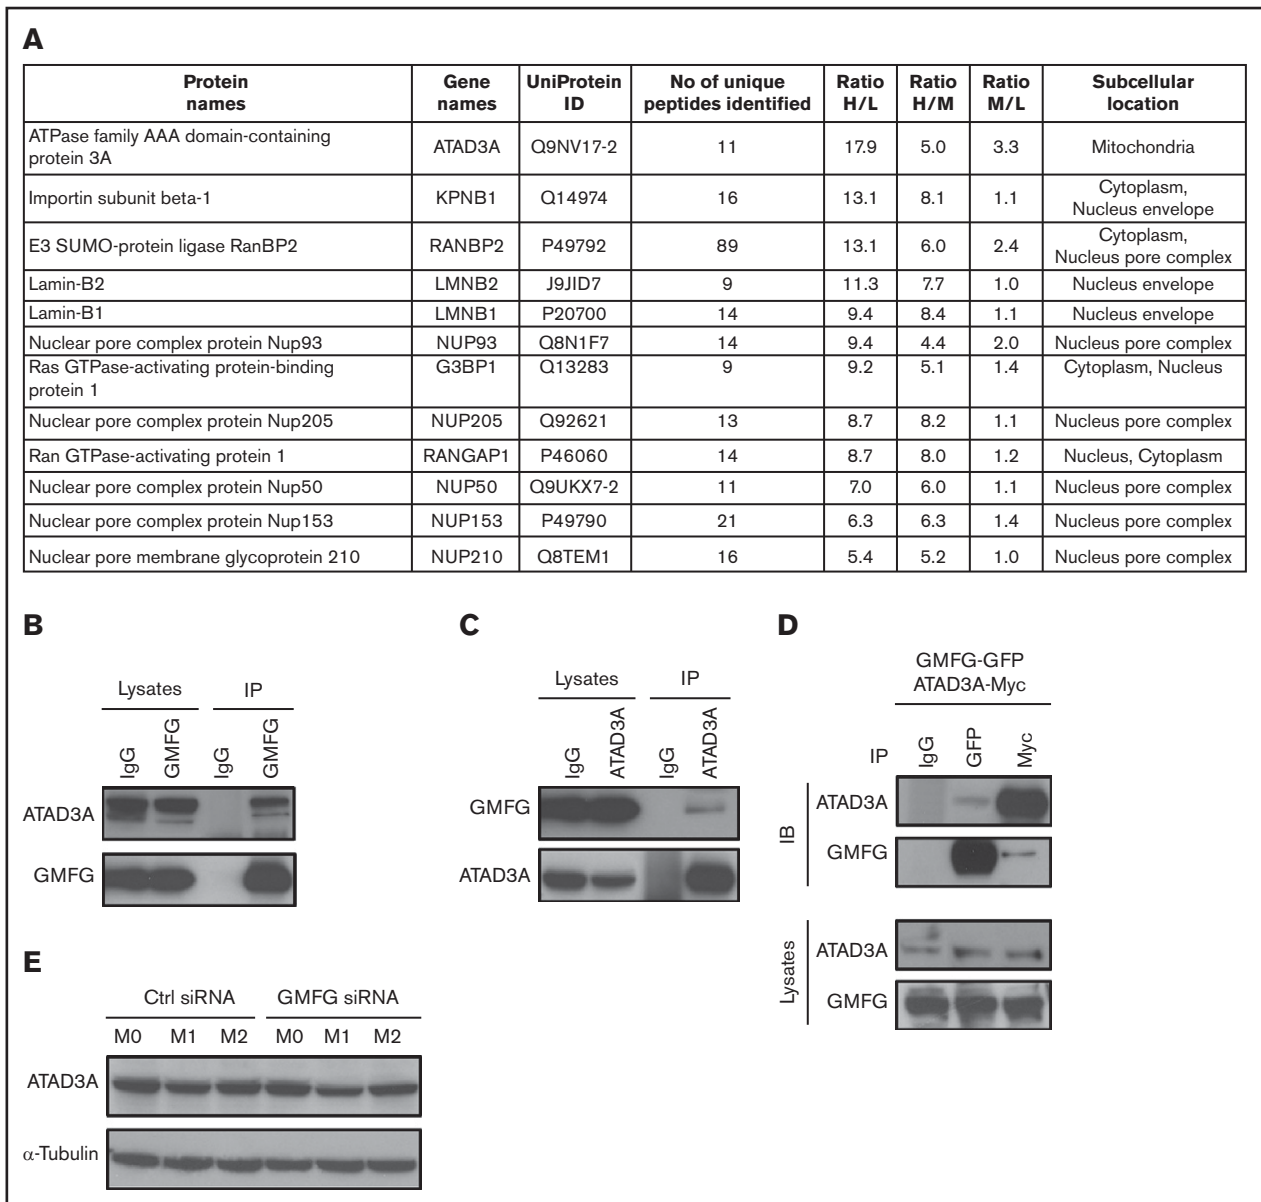 A
Protein names Gene names UniProtein ID No of unique peptides identified Ratio H/L Ratio H/M Ratio M/L Subcellular location
ATPase family AAA domain-containing protein 3A ATAD3A Q9NV17-2 11 17.9 5.0 3.3 Mitochondria
Importin subunit beta-1 KPNB1 Q14974 16 13.1 8.1 1.1 Cytoplasm, Nucleus envelope
E3 SUMO-protein ligase RanBP2 RANBP2 P49792 89 13.1 6.0 2.4 Cytoplasm, Nucleus pore complex
Lamin-B2 LMNB2 J9JID7 9 11.3 7.7 1.0 Nucleus envelope
Lamin-B1 LMNB1 P20700 14 9.4 8.4 1.1 Nucleus envelope
Nuclear pore complex protein Nup93 NUP93 Q8N1F7 14 9.4 4.4 2.0 Nucleus pore complex
Ras GTPase-activating protein-binding protein 1 G3BP1 Q13283 9 9.2 5.1 1.4 Cytoplasm, Nucleus
Nuclear pore complex protein Nup205 NUP205 Q92621 13 8.7 8.2 1.1 Nucleus pore complex
Ran GTPase-activating protein 1 RANGAP1 P46060 14 8.7 8.0 1.2 Nucleus, Cytoplasm
Nuclear pore complex protein Nup50 NUP50 Q9UKX7-2 11 7.0 6.0 1.1 Nucleus pore complex
Nuclear pore complex protein Nup153 NUP153 P49790 21 6.3 6.3 1.4 Nucleus pore complex
Nuclear pore membrane glycoprotein 210 NUP210 Q8TEM1 16 5.4 5.2 1.0 Nucleus pore complex
B
Lysates IP
IgG GMFG IgG GMFG
ATAD3A
GMFG
C
Lysates IP
IgG ATAD3A IgG ATAD3A
GMFG
ATAD3A
D
GMFG-GFP
ATAD3A-Myc
IP IgG GFP Myc
IB
ATAD3A
GMFG
Lysates
ATAD3A
GMFG
E
Ctrl siRNA GMFG siRNA
M0 M1 M2 M0 M1 M2
ATAD3A
α-Tubulin